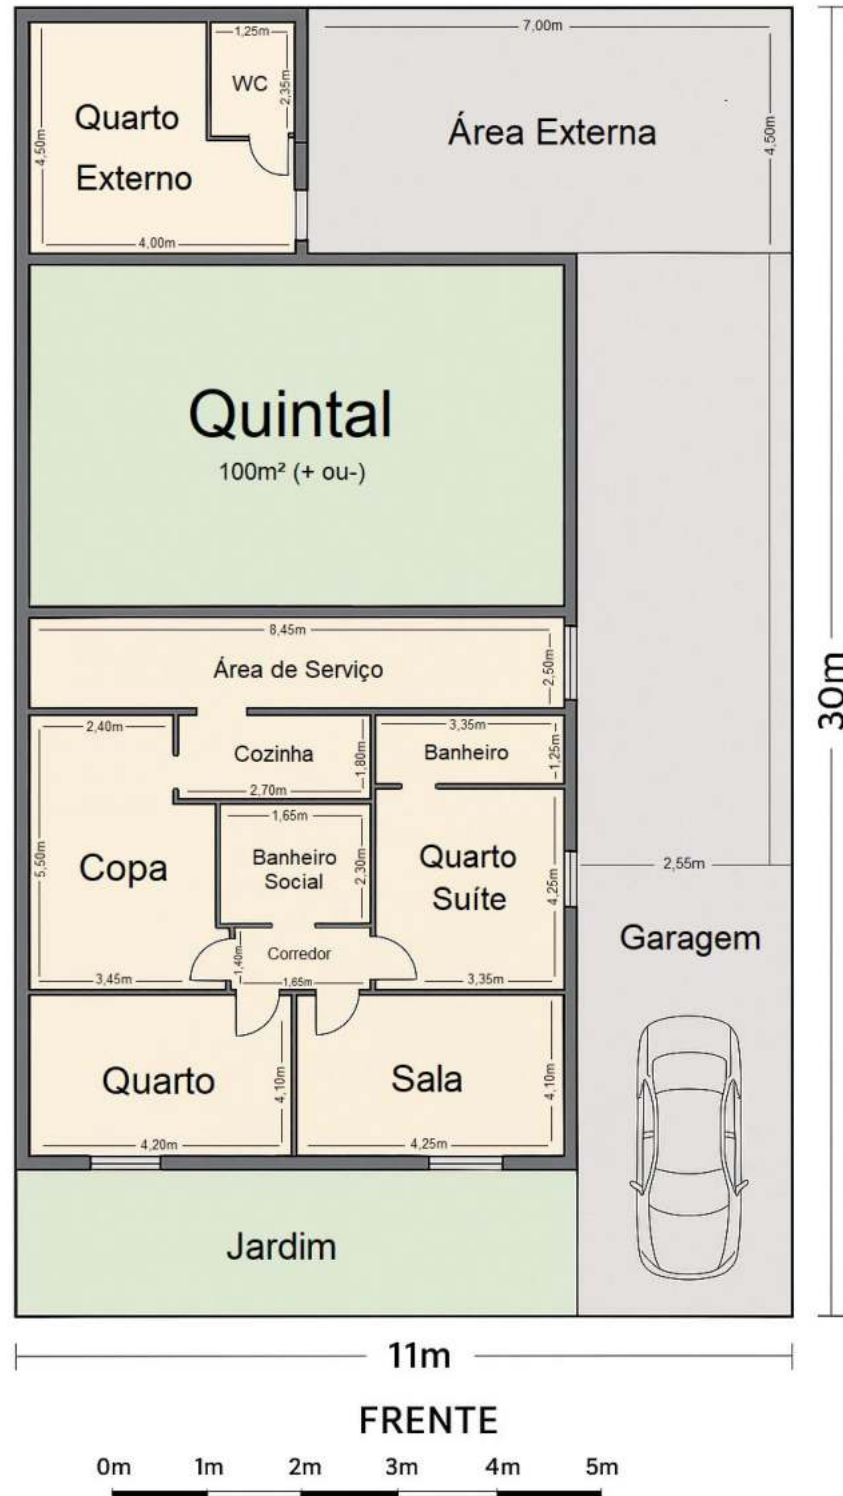 1,25m
7,00m
WC
2,35m
Quarto
Externo
4,50m
4,00m
Área Externa
4,50m
Quintal
100m² (+ ou-)
8,45m
Área de Serviço
2,50m
2,40m
Cozinha
1,80m
2,70m
3,35m
Banheiro
1,25m
30m
5,50m
Copa
3,45m
1,65m
Banheiro
Social
2,30m
Quarto
Suíte
4,25m
3,35m
2,55m
Garagem
1,40m
Corredor
1,65m
Quarto
4,10m
4,20m
Sala
4,10m
4,25m
Jardim
11m
FRENTE
0m 1m 2m 3m 4m 5m